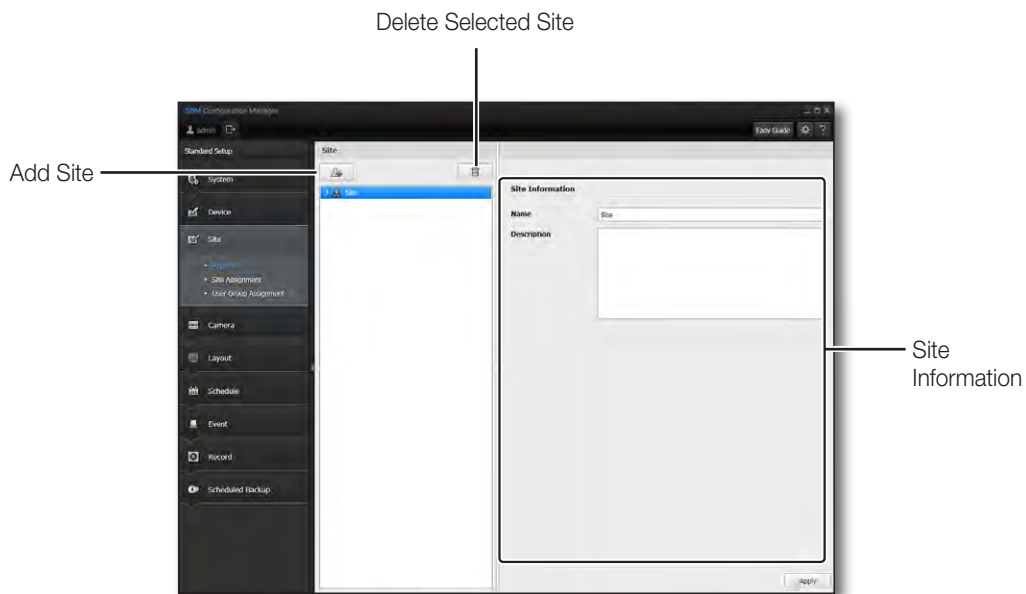 Delete Selected Site
SSM Configuration Manager
admin
Easy Guide
?
Standard Setup
Site
Add Site
System
Site
Site Information
Device
Name
Site
Description
Site
Site Assignment
User Group Assignment
Camera
Layout
Site
Information
Schedule
Event
Record
Scheduled Backup
Apply